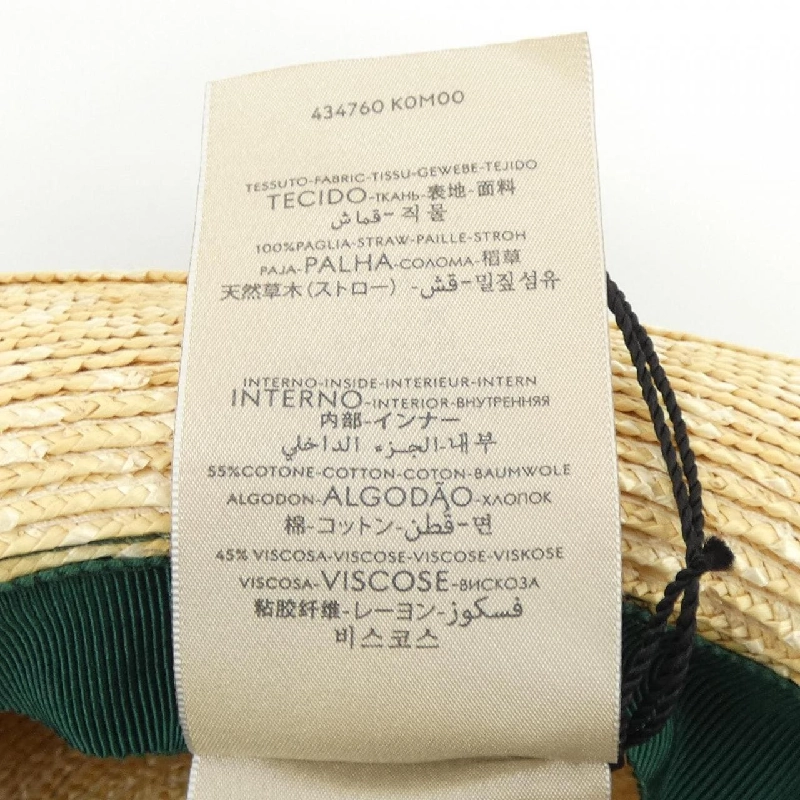 434760 K0M00
TESSUTO-FABRIC-TISSU-GEWEBE-TEJIDO
TECIDO-ТКАНЬ-表地-面料
قماش-직물
100%PAGLIA-STRAW-PAILLE-STROH
PAJA-PALHA-СОЛОМА-稻草
天然草木(ストロー) -قش-밀짚섬유
INTERNO-INSIDE-INTERIEUR-INTERN
INTERNO-INTERIOR-ВНУТРЕННЯЯ
内部-インナー
الجزء الداخلي-내부
55%COTONE-COTTON-COTON-BAUMWOLE
ALGODON-ALGODÃO-ХЛОПОК
棉-コットン-قطن-면
45% VISCOSA-VISCOSE-VISCOSE-VISKOSE
VISCOSA-VISCOSE-ВИСКОЗА
粘胶纤维-レーヨン-فسكوز
비스코스